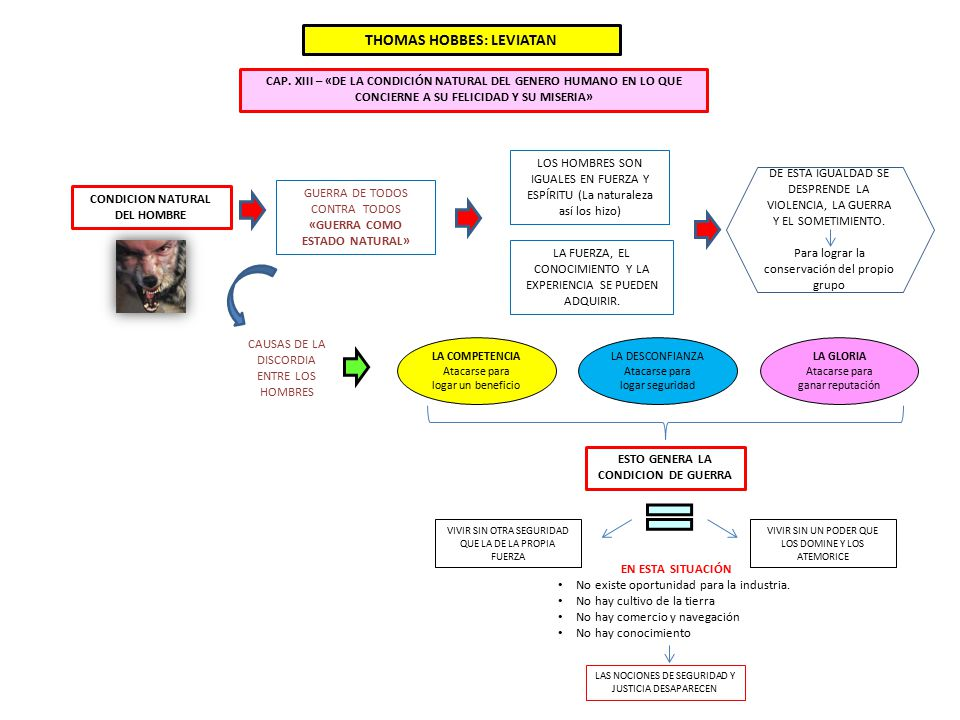 THOMAS HOBBES: LEVIATAN
CAP. XIII – «DE LA CONDICIÓN NATURAL DEL GENERO HUMANO EN LO QUE
CONCIERNE A SU FELICIDAD Y SU MISERIA»
CONDICION NATURAL
DEL HOMBRE
GUERRA DE TODOS
CONTRA TODOS
«GUERRA COMO
ESTADO NATURAL»
LOS HOMBRES SON
IGUALES EN FUERZA Y
ESPÍRITU (La naturaleza
así los hizo)
LA FUERZA, EL
CONOCIMIENTO Y LA
EXPERIENCIA SE PUEDEN
ADQUIRIR.
DE ESTA IGUALDAD SE
DESPRENDE LA
VIOLENCIA, LA GUERRA
Y EL SOMETIMIENTO.
Para lograr la
conservación del propio
grupo
CAUSAS DE LA
DISCORDIA
ENTRE LOS
HOMBRES
LA COMPETENCIA
Atacarse para
logar un beneficio
LA DESCONFIANZA
Atacarse para
logar seguridad
LA GLORIA
Atacarse para
ganar reputación
ESTO GENERA LA
CONDICION DE GUERRA
VIVIR SIN OTRA SEGURIDAD
QUE LA DE LA PROPIA
FUERZA
VIVIR SIN UN PODER QUE
LOS DOMINE Y LOS
ATEMORICE
EN ESTA SITUACIÓN
• No existe oportunidad para la industria.
• No hay cultivo de la tierra
• No hay comercio y navegación
• No hay conocimiento
LAS NOCIONES DE SEGURIDAD Y
JUSTICIA DESAPARECEN